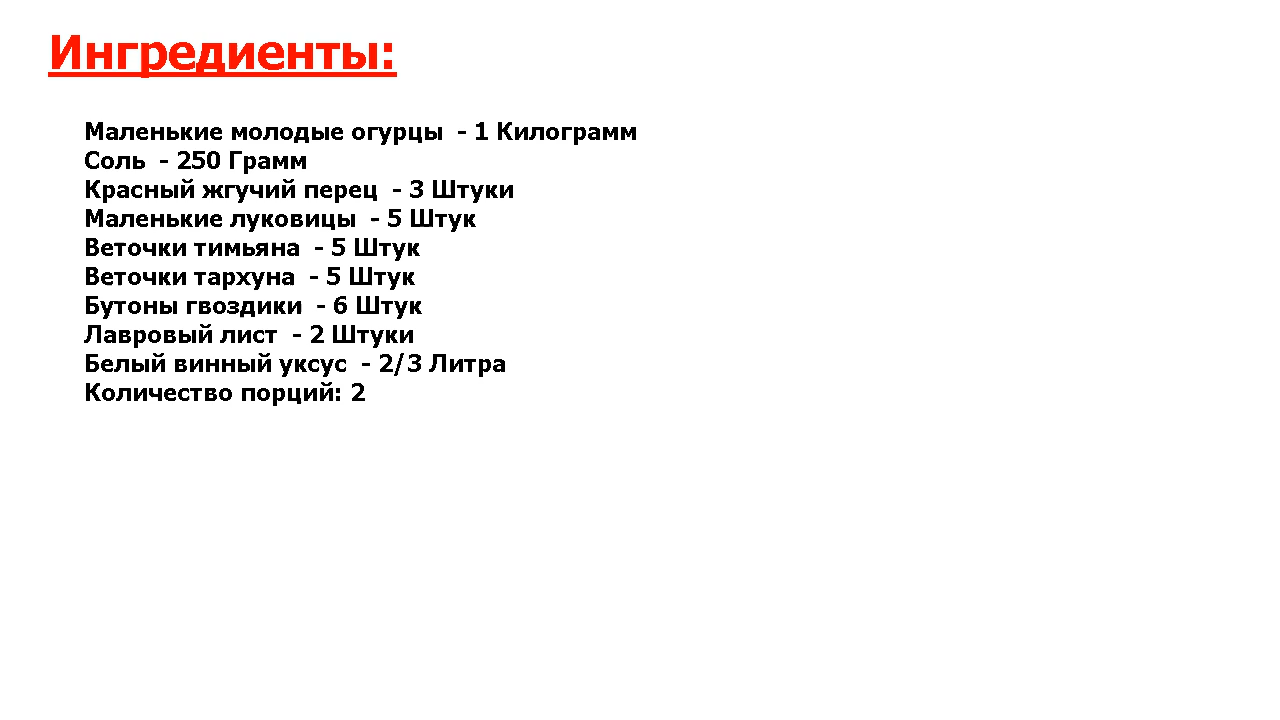 Ингредиенты:
Маленькие молодые огурцы  - 1 Килограмм
Соль  - 250 Грамм
Красный жгучий перец  - 3 Штуки
Маленькие луковицы  - 5 Штук
Веточки тимьяна  - 5 Штук
Веточки тархуна  - 5 Штук
Бутоны гвоздики  - 6 Штук
Лавровый лист  - 2 Штуки
Белый винный уксус  - 2/3 Литра
Количество порций: 2